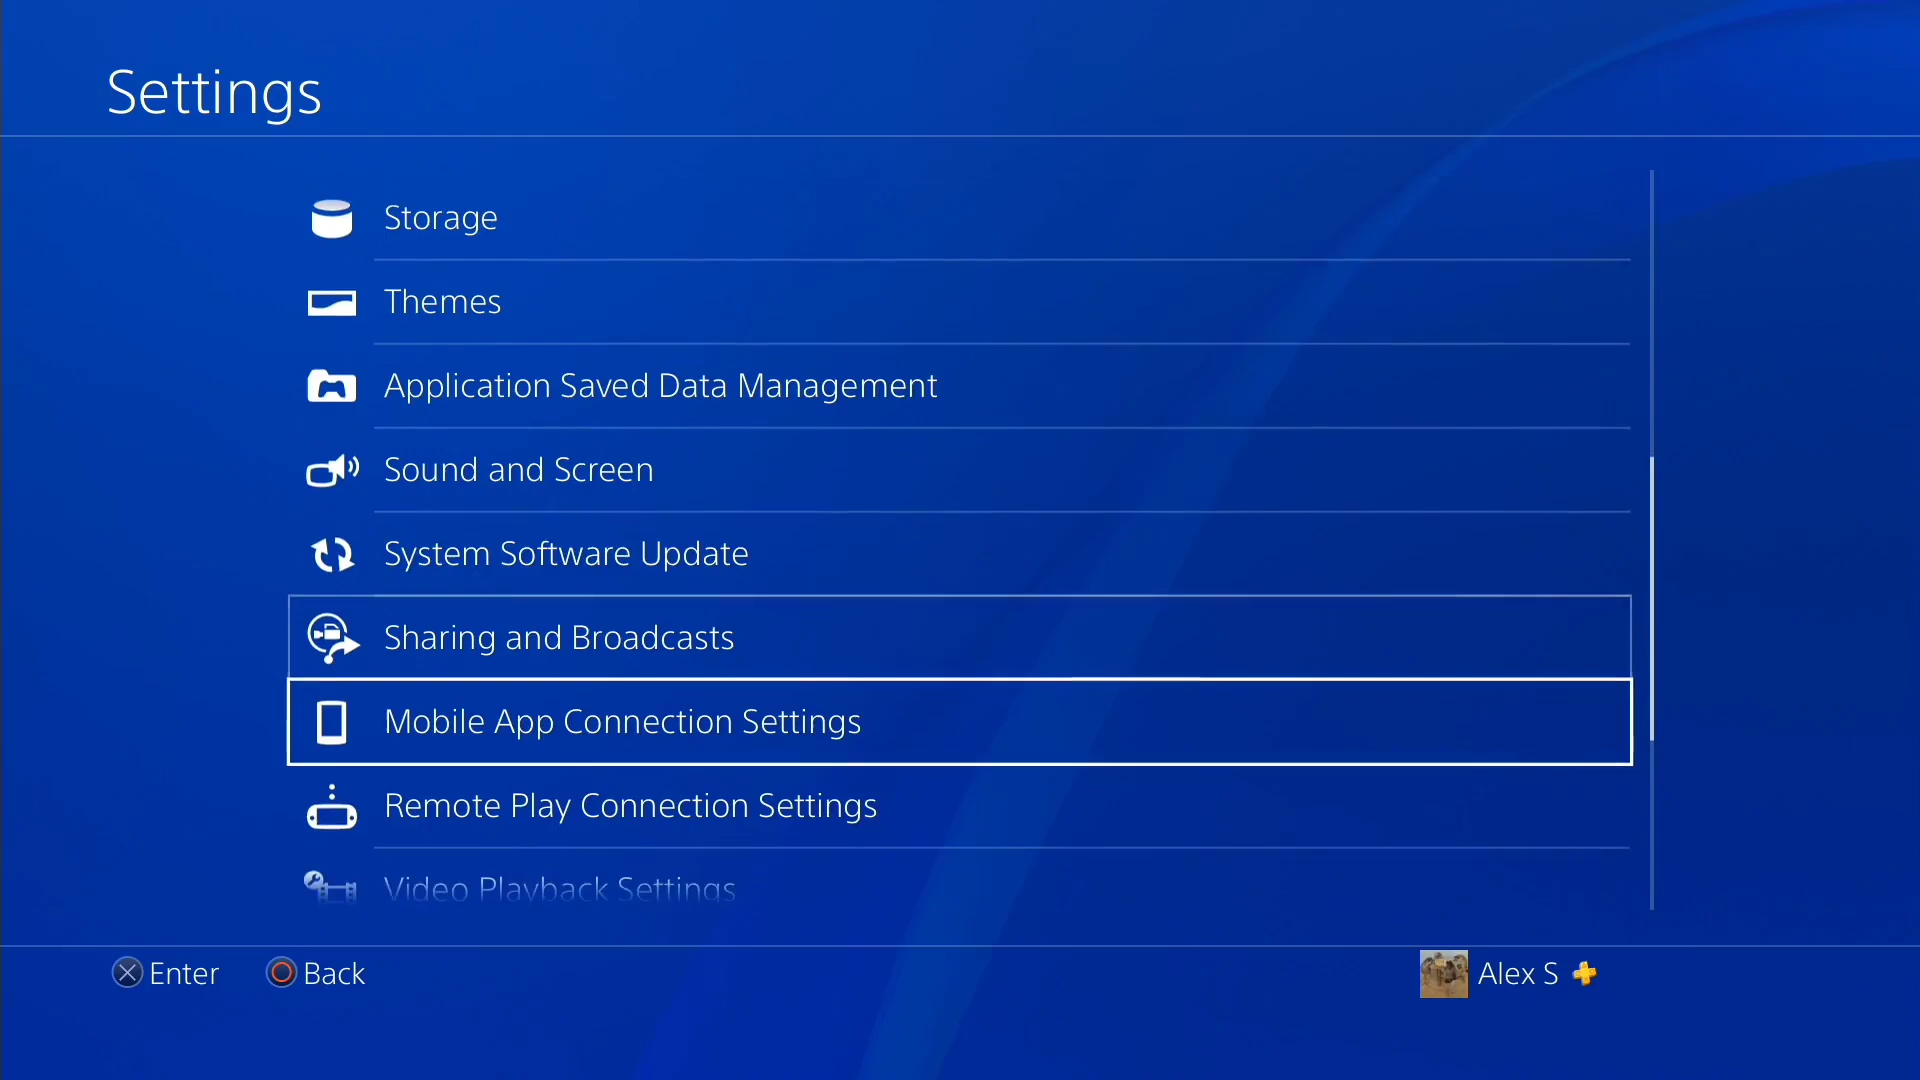 Settings
Storage
Themes
Application Saved Data Management
Sound and Screen
System Software Update
Sharing and Broadcasts
Mobile App Connection Settings
Remote Play Connection Settings
Video Playback Settings
Enter Back Alex S